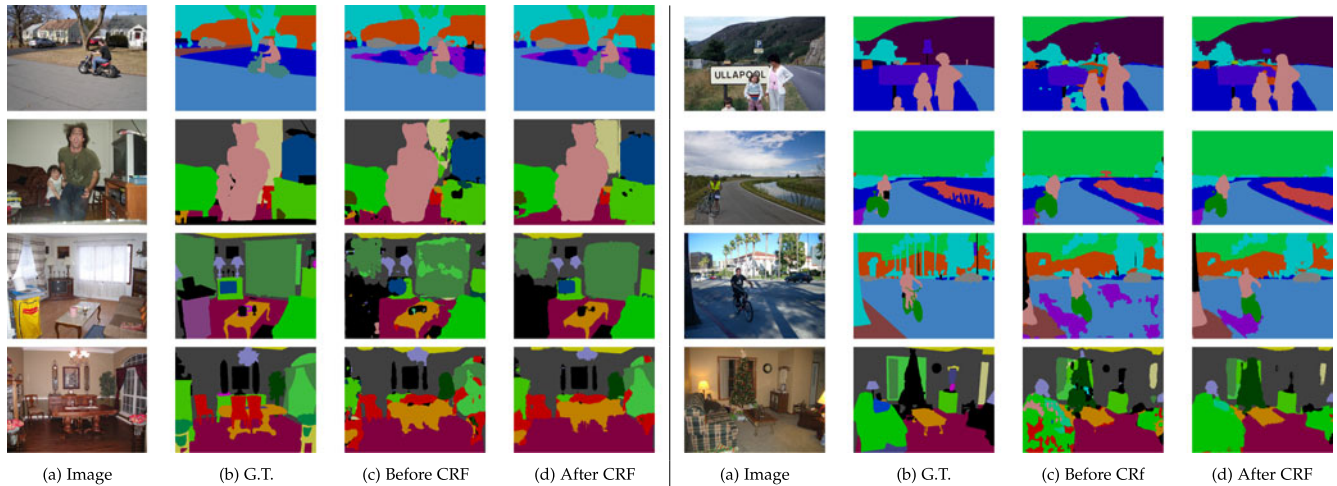 ULLAPOOL
(a) Image (b) G.T. (c) Before CRF (d) After CRF (a) Image (b) G.T. (c) Before CRf (d) After CRF